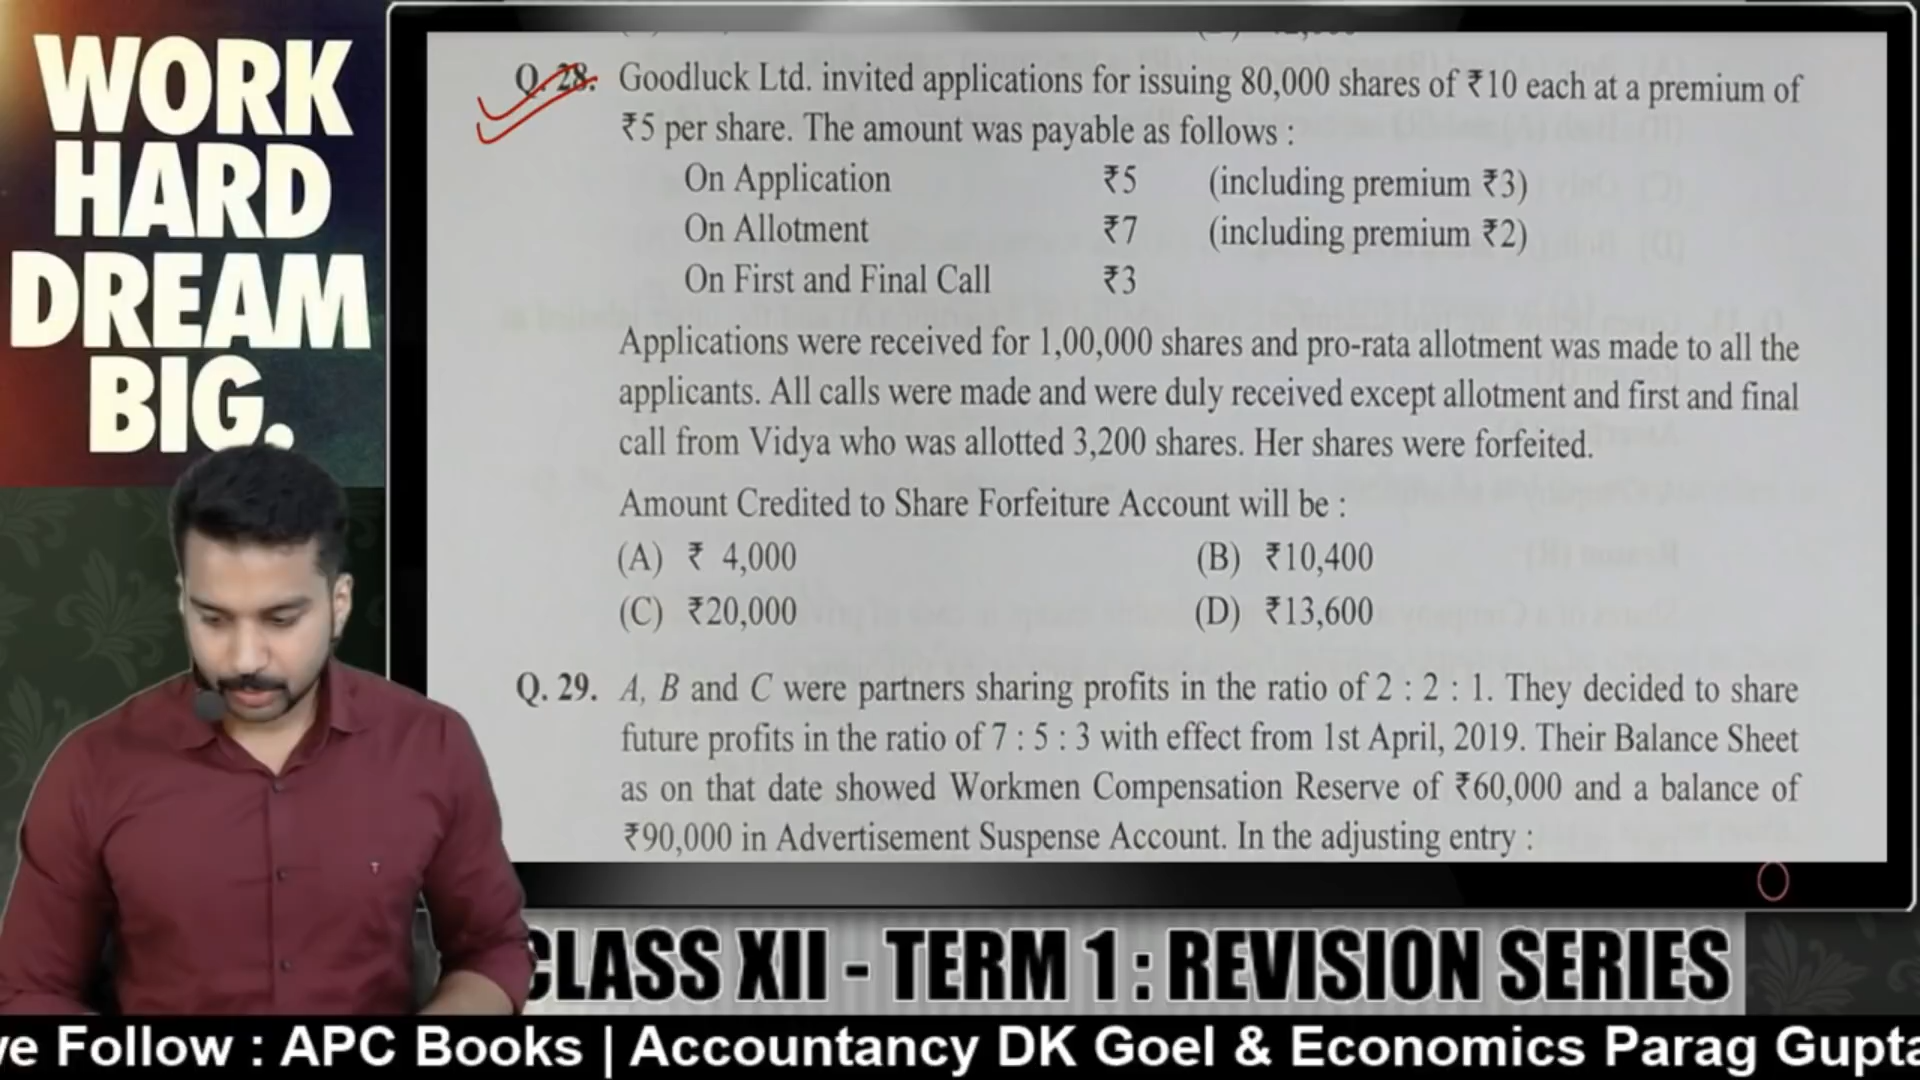 WORK
HARD
DREAM
BIG.
Q. 28. Goodluck Ltd. invited applications for issuing 80,000 shares of ₹10 each at a premium of
₹5 per share. The amount was payable as follows :
On Application ₹5 (including premium ₹3)
On Allotment ₹7 (including premium ₹2)
On First and Final Call ₹3
Applications were received for 1,00,000 shares and pro-rata allotment was made to all the
applicants. All calls were made and were duly received except allotment and first and final
call from Vidya who was allotted 3,200 shares. Her shares were forfeited.
Amount Credited to Share Forfeiture Account will be :
(A) ₹ 4,000 (B) ₹10,400
(C) ₹20,000 (D) ₹13,600
Q. 29. A, B and C were partners sharing profits in the ratio of 2 : 2 : 1. They decided to share
future profits in the ratio of 7 : 5 : 3 with effect from 1st April, 2019. Their Balance Sheet
as on that date showed Workmen Compensation Reserve of ₹60,000 and a balance of
₹90,000 in Advertisement Suspense Account. In the adjusting entry :
CLASS XII - TERM 1 : REVISION SERIES
ve Follow : APC Books | Accountancy DK Goel & Economics Parag Gupta